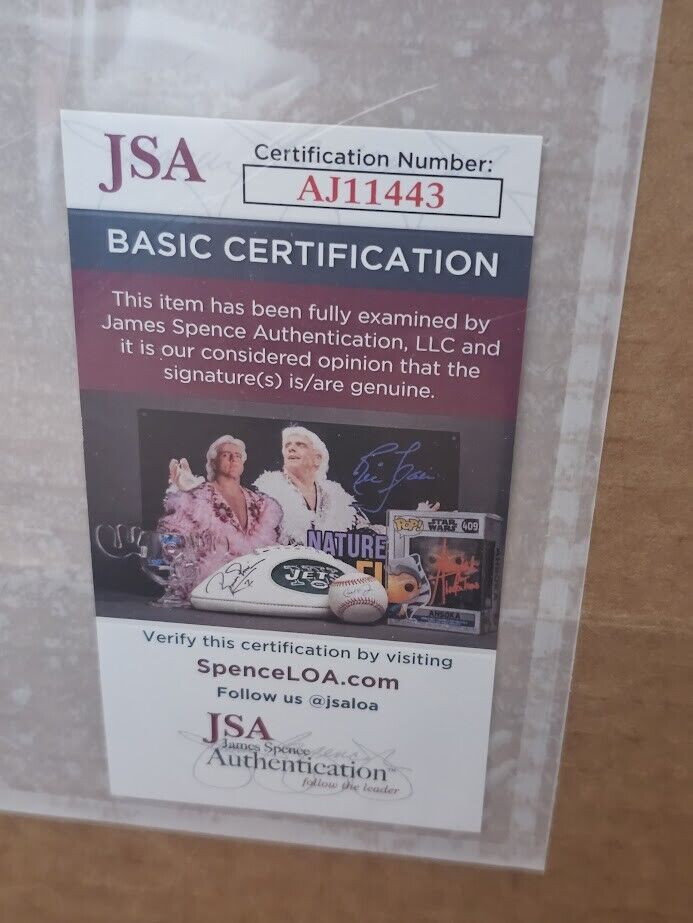 JSA
Certification Number:
AJ11443
BASIC CERTIFICATION
This item has been fully examined by
James Spence Authentication, LLC and
it is our considered opinion that the
signature(s) is/are genuine.
NATURE
JETS
POP!
STAR
WARS
409
AHSOKA
Verify this certification by visiting
SpenceLOA.com
Follow us @jsaloa
JSA
James Spence
Authentication™
follow the leader